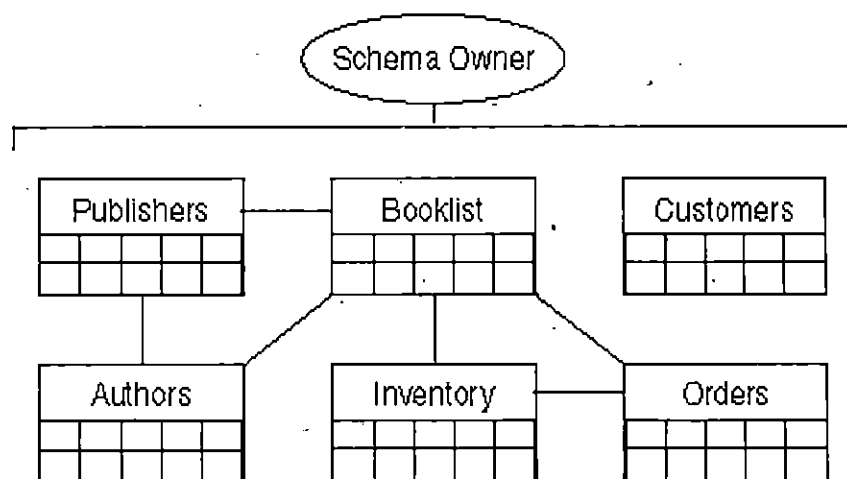 Schema Owner
Publishers
Booklist
Customers
Authors
Inventory
Orders